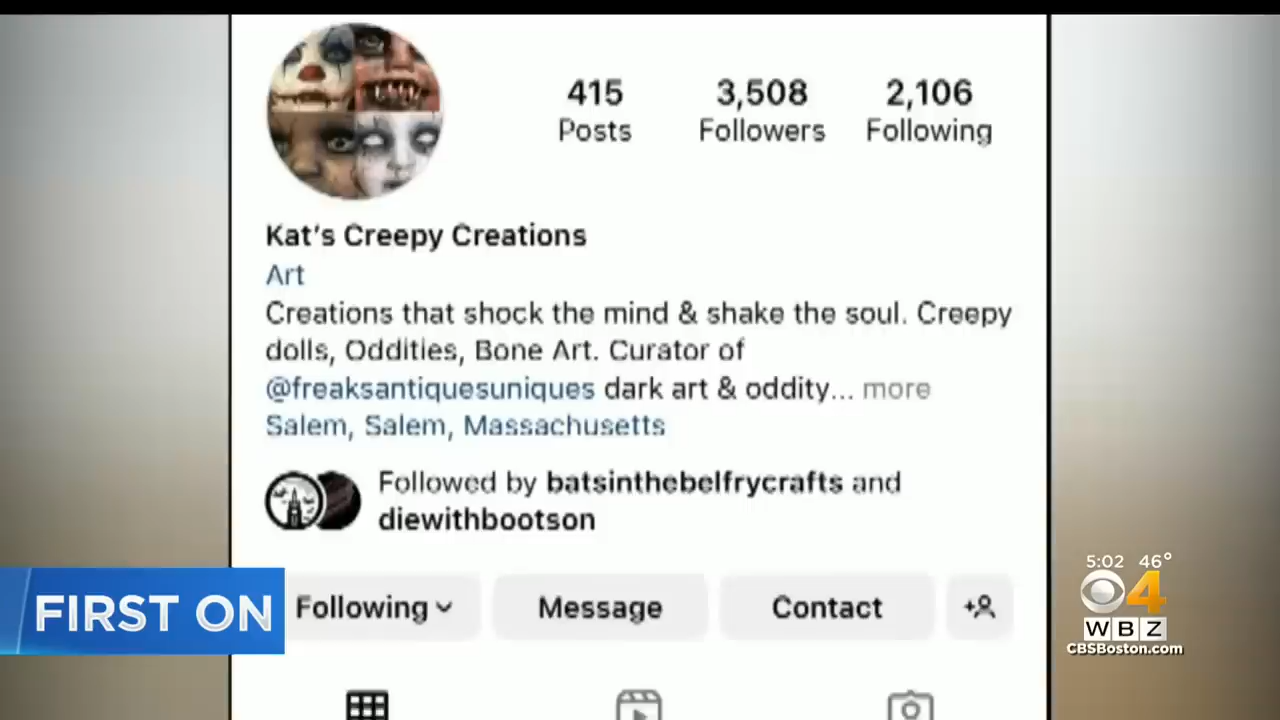 415 3,508 2,106
Posts Followers Following
Kat's Creepy Creations
Art
Creations that shock the mind & shake the soul. Creepy
dolls, Oddities, Bone Art. Curator of
@freaksantiquesuniques dark art & oddity... more
Salem, Salem, Massachusetts
Followed by batsinthebelfrycrafts and
diewithbootson
Following Message Contact
FIRST ON
5:02 46°
4
WBZ
CBSBoston.com